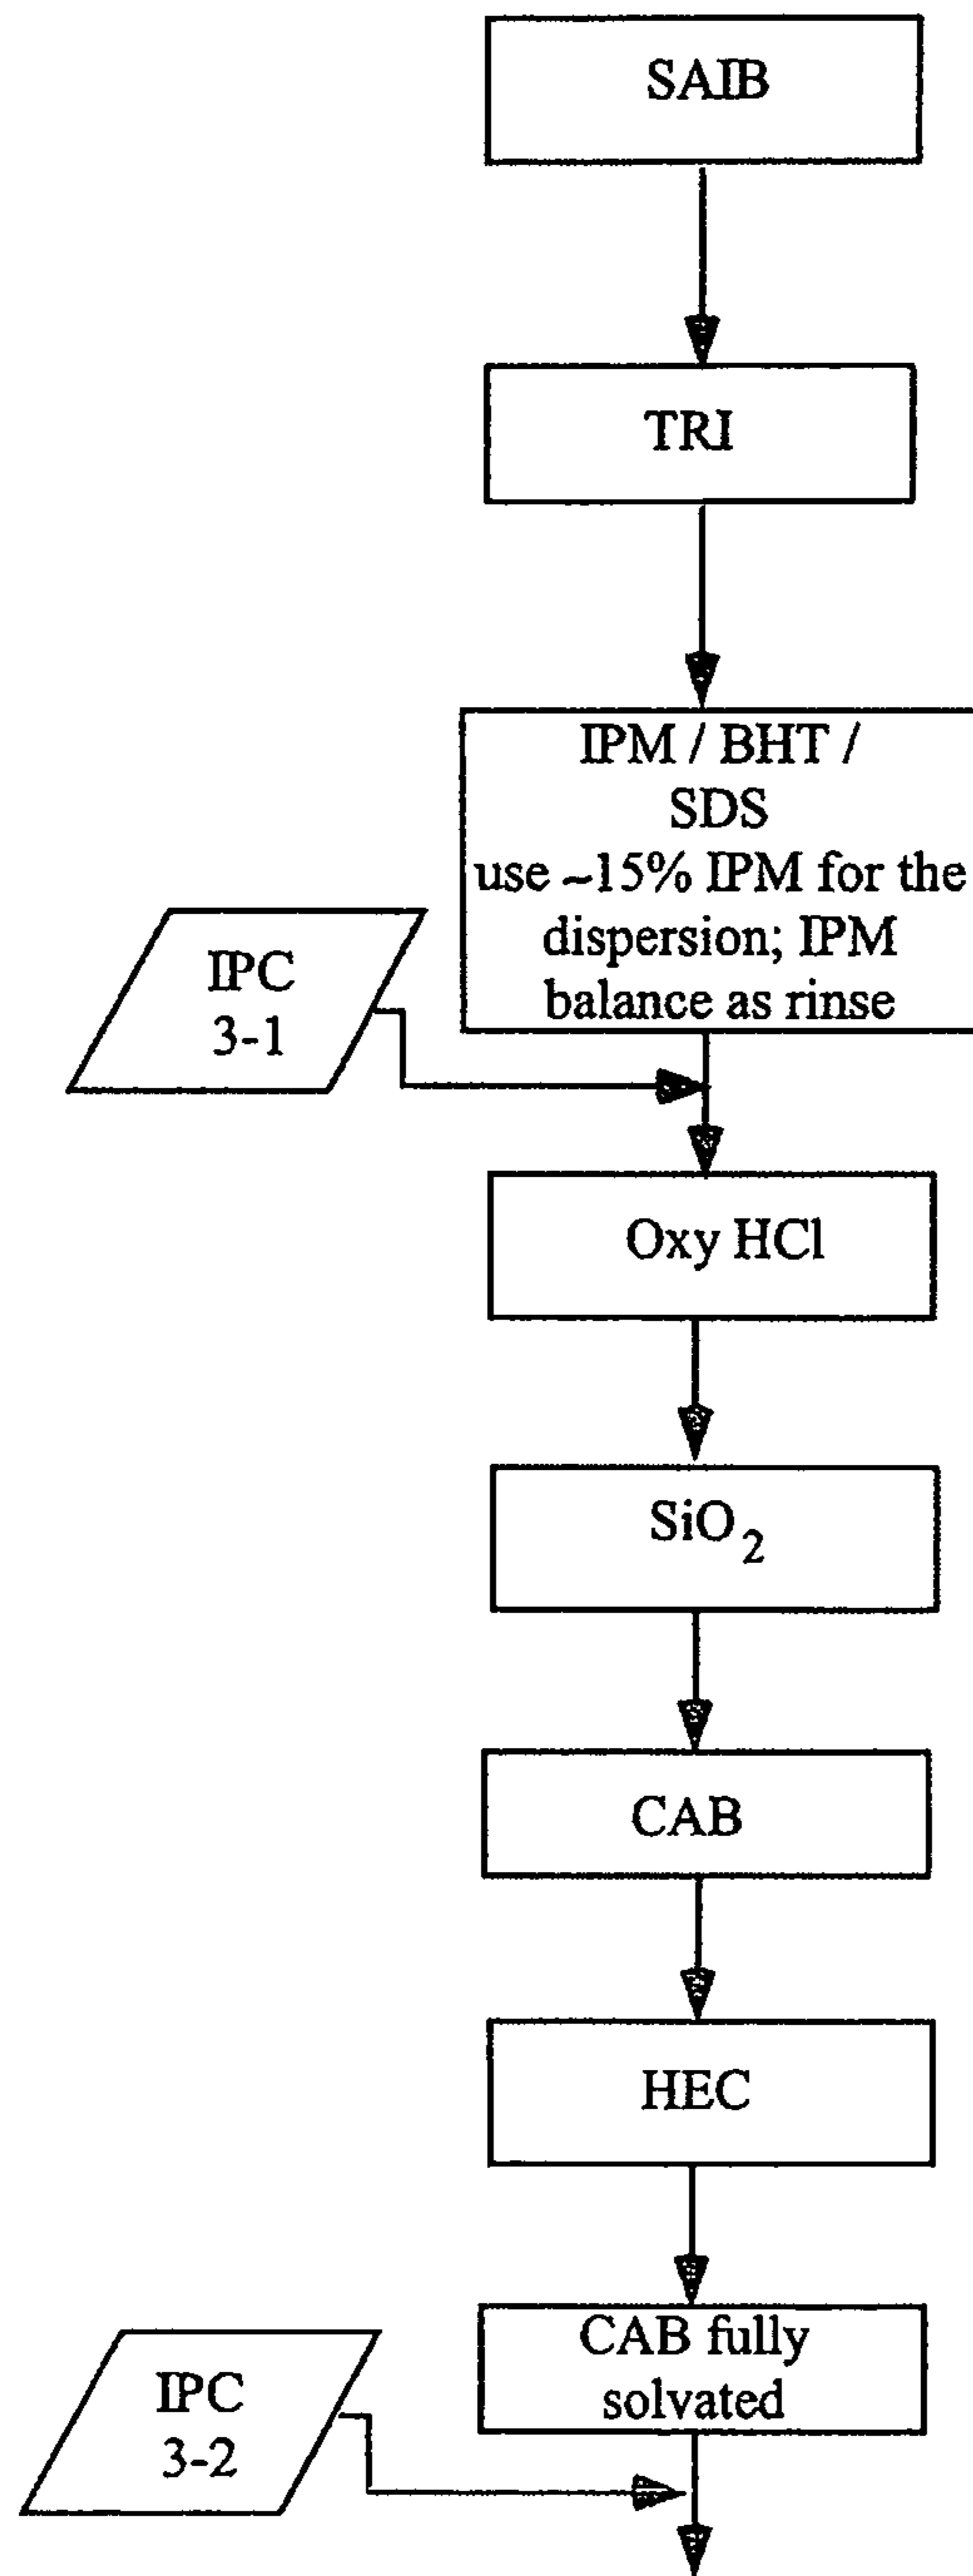 SAIB
TRI
IPM / BHT /
SDS
use ~15% IPM for the
dispersion; IPM
balance as rinse
IPC
3-1
Oxy HCl
SiO2
CAB
HEC
CAB fully
solvated
IPC
3-2